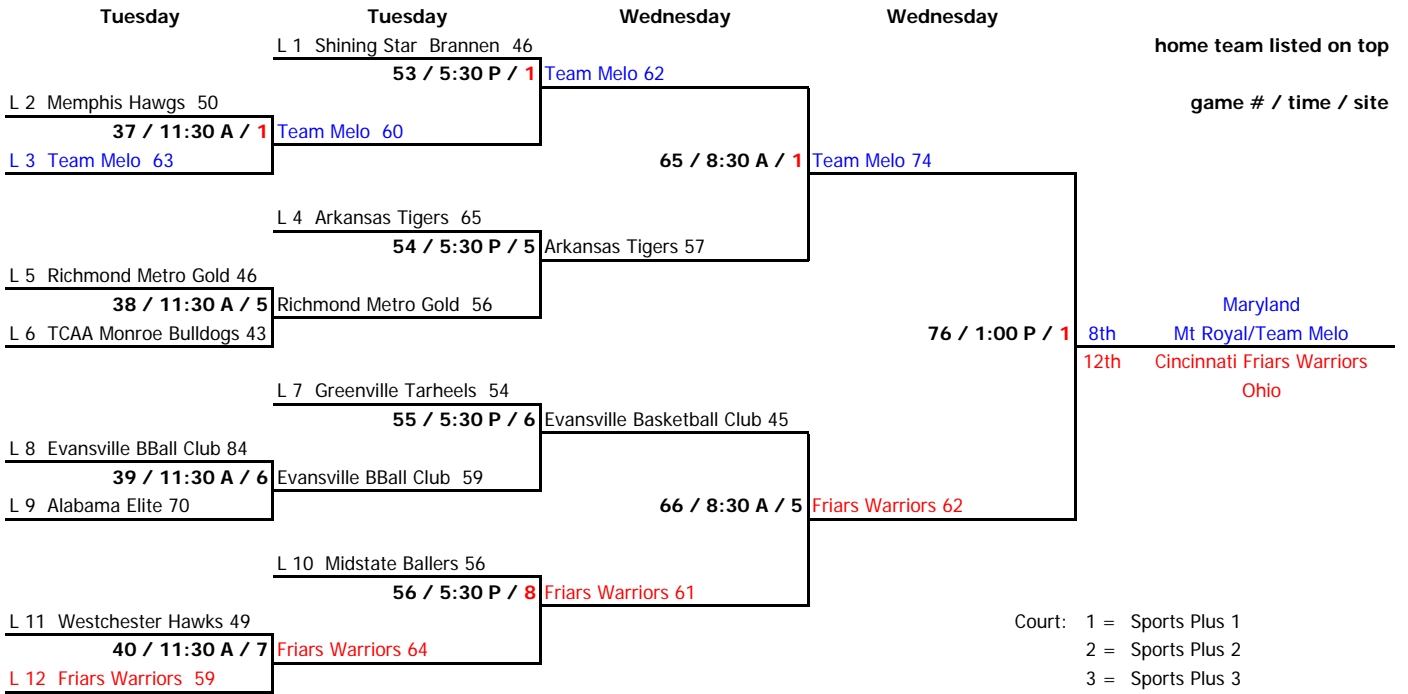 Tuesday Tuesday Wednesday Wednesday
L 1 Shining Star Brannen 46 home team listed on top
53 / 5:30 P / 1 Team Melo 62
L 2 Memphis Hawgs 50 game # / time / site
37 / 11:30 A / 1 Team Melo 60
L 3 Team Melo 63 65 / 8:30 A / 1 Team Melo 74
L 4 Arkansas Tigers 65
54 / 5:30 P / 5 Arkansas Tigers 57
L 5 Richmond Metro Gold 46
38 / 11:30 A / 5 Richmond Metro Gold 56 Maryland
L 6 TCAA Monroe Bulldogs 43 76 / 1:00 P / 1 8th Mt Royal/Team Melo
12th Cincinnati Friars Warriors
L 7 Greenville Tarheels 54 Ohio
55 / 5:30 P / 6 Evansville Basketball Club 45
L 8 Evansville BBall Club 84
39 / 11:30 A / 6 Evansville BBall Club 59
L 9 Alabama Elite 70 66 / 8:30 A / 5 Friars Warriors 62
L 10 Midstate Ballers 56
56 / 5:30 P / 8 Friars Warriors 61
L 11 Westchester Hawks 49 Court: 1 = Sports Plus 1
40 / 11:30 A / 7 Friars Warriors 64 2 = Sports Plus 2
L 12 Friars Warriors 59 3 = Sports Plus 3